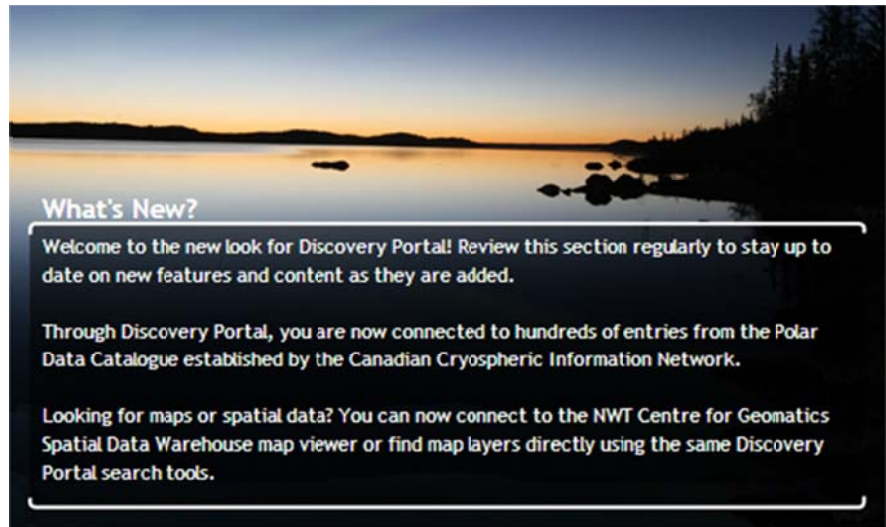 What's New?
Welcome to the new look for Discovery Portal! Review this section regularly to stay up to
date on new features and content as they are added.
Through Discovery Portal, you are now connected to hundreds of entries from the Polar
Data Catalogue established by the Canadian Cryospheric Information Network.
Looking for maps or spatial data? You can now connect to the NWT Centre for Geomatics
Spatial Data Warehouse map viewer or find map layers directly using the same Discovery
Portal search tools.